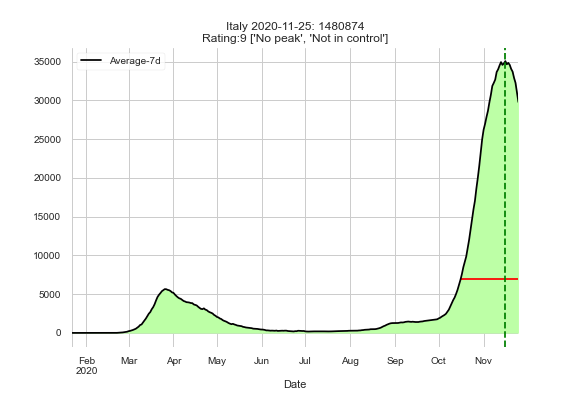 Italy 2020-11-25: 1480874
Rating:9 ['No peak', 'Not in control']
Average-7d
35000
30000
25000
20000
15000
10000
5000
0
Feb Mar Apr May Jun Jul Aug Sep Oct Nov
2020
Date